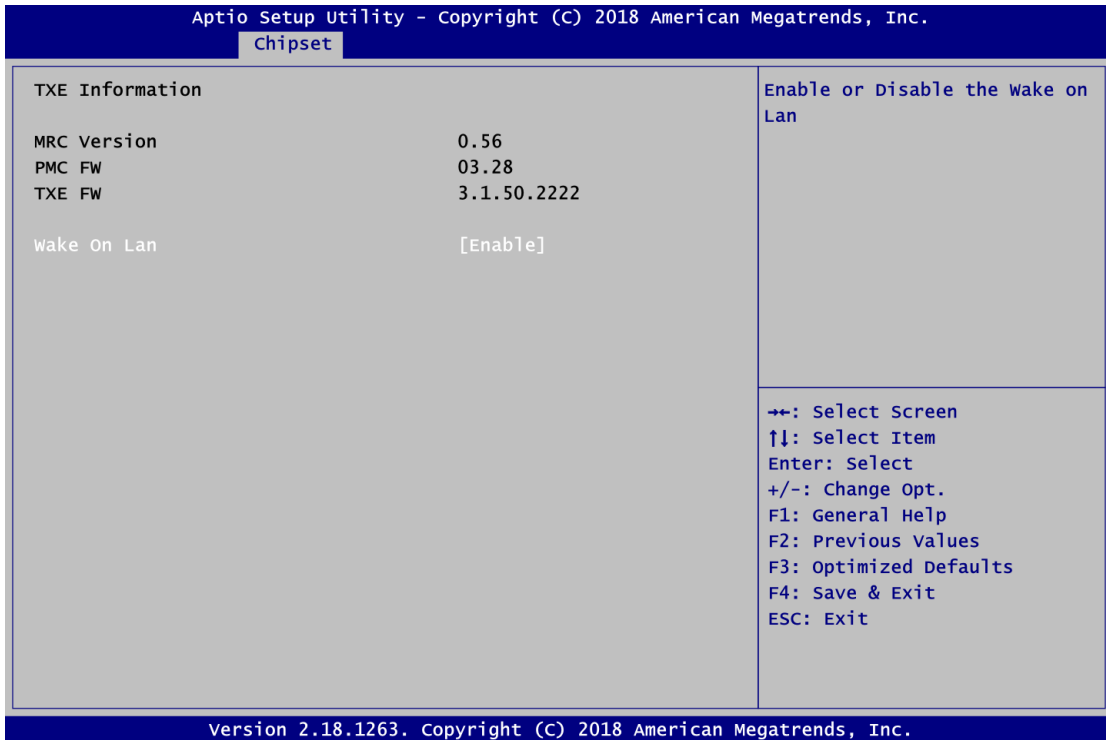 Aptio Setup Utility - Copyright (C) 2018 American Megatrends, Inc.
Chipset
TXE Information
MRC Version 0.56
PMC FW 03.28
TXE FW 3.1.50.2222
Wake On Lan [Enable]
Enable or Disable the Wake on
Lan
→←: Select Screen
↑↓: Select Item
Enter: Select
+/-: Change Opt.
F1: General Help
F2: Previous Values
F3: Optimized Defaults
F4: Save & Exit
ESC: Exit
Version 2.18.1263. Copyright (C) 2018 American Megatrends, Inc.